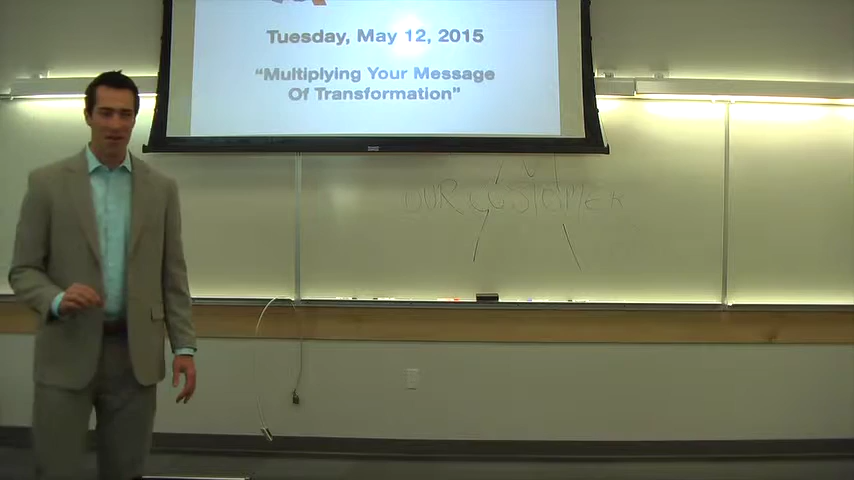 Tuesday, May 12, 2015
“Multiplying Your Message
Of Transformation”
OUR CUSTOMER